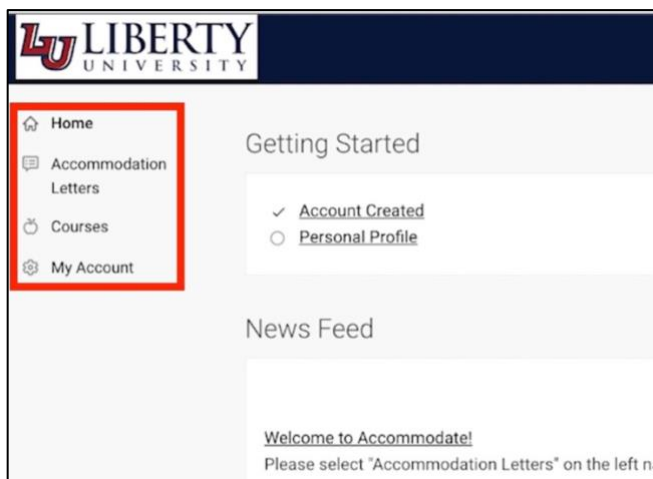 LU LIBERTY
UNIVERSITY
Home
Accommodation
Letters
Courses
My Account
Getting Started
Account Created
Personal Profile
News Feed
Welcome to Accommodate!
Please select "Accommodation Letters" on the left